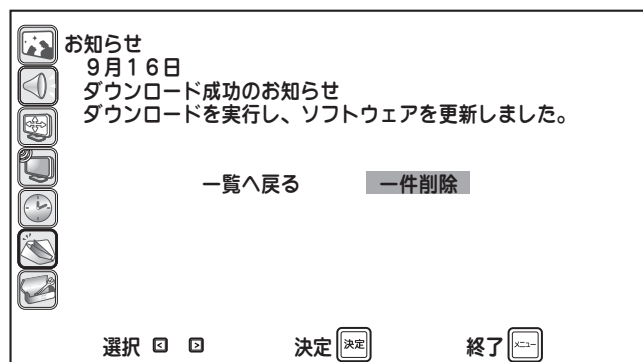 お知らせ
９月１６日
ダウンロード成功のお知らせ
ダウンロードを実行し、ソフトウェアを更新しました。
一覧へ戻る 一件削除
選択 決定 決定 終了 メニュー